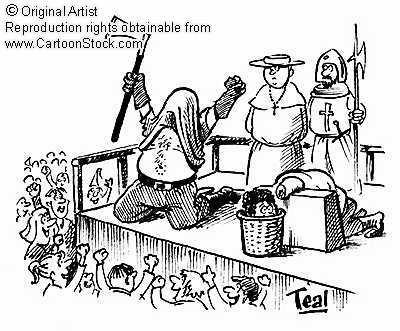 © Original Artist
Reproduction rights obtainable from
www.CartoonStock.com
Teal